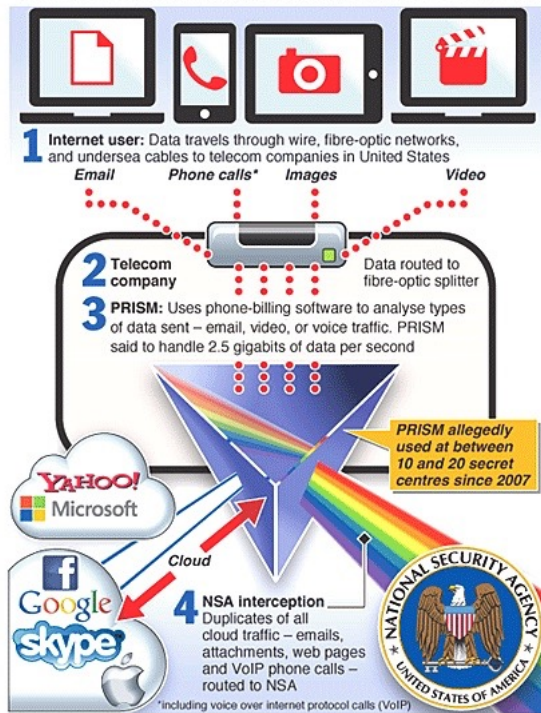 1 Internet user: Data travels through wire, fibre-optic networks,
and undersea cables to telecom companies in United States
Email Phone calls* Images Video
2 Telecom
company
Data routed to
fibre-optic splitter
3 PRISM: Uses phone-billing software to analyse types
of data sent – email, video, or voice traffic. PRISM
said to handle 2.5 gigabits of data per second
PRISM allegedly
used at between
10 and 20 secret
centres since 2007
YAHOO!
Microsoft
Cloud
f
Google
skype
4 NSA interception
Duplicates of all
cloud traffic – emails,
attachments, web pages
and VoIP phone calls –
routed to NSA
NATIONAL SECURITY AGENCY
UNITED STATES OF AMERICA
*including voice over internet protocol calls (VoIP)